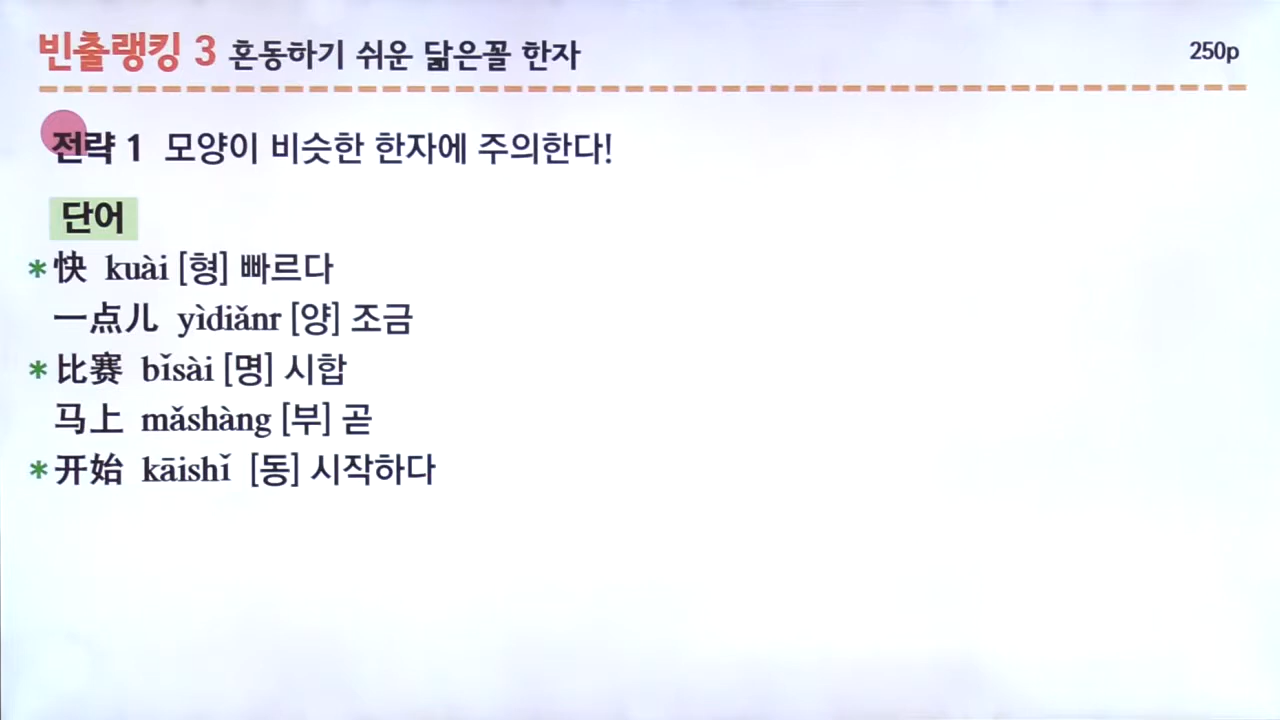 빈출랭킹 3 혼동하기 쉬운 닮은꼴 한자
250p
전략 1 모양이 비슷한 한자에 주의한다!
단어
* 快 kuài [형] 빠르다
一点儿 yìdiǎnr [양] 조금
* 比赛 bǐsài [명] 시합
马上 mǎshàng [부] 곧
* 开始 kāishǐ [동] 시작하다